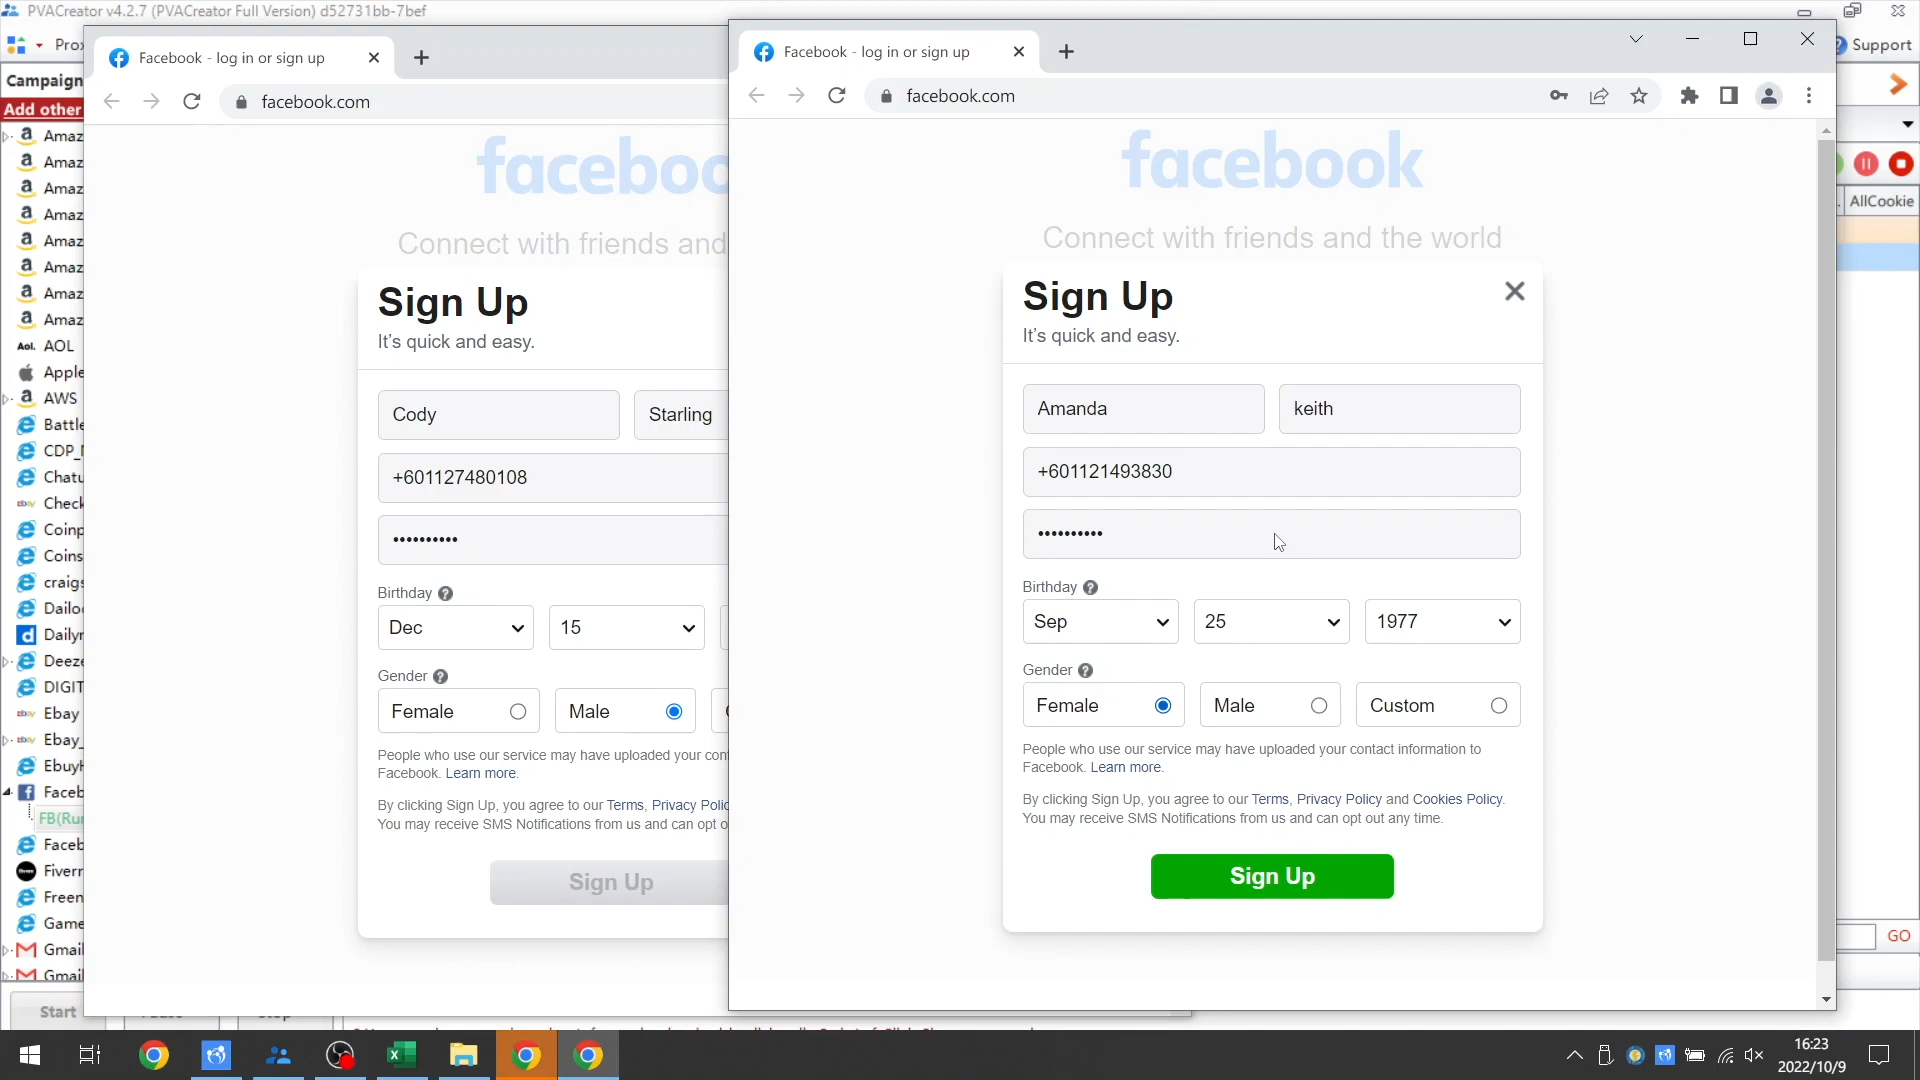 PVACreator v4.2.7 (PVACreator Full Version) d52731bb-7bef
Support
Campaign
Add other
Amaz
Amaz
Amaz
Amaz
Amaz
Amaz
Amaz
Amaz
AOL
Apple
AWS
Battle
Chatu
Check
Coinp
Coins
craigs
Dailymo
Deeze
DIGIT
Ebay
Ebay_
Faceb
FB(Run
Faceb
Fiverr
Freen
Game
Gmail
Gmail
Start
Facebook - log in or sign up
facebook.com
facebo
Connect with friends and
Sign Up
It's quick and easy.
Cody
Starling
+601127480108
••••••••••
Birthday
Dec
15
Gender
Female
Male
People who use our service may have uploaded your cont
Facebook. Learn more.
By clicking Sign Up, you agree to our Terms, Privacy Polic
You may receive SMS Notifications from us and can opt o
Sign Up
Facebook - log in or sign up
facebook.com
facebook
Connect with friends and the world
Sign Up
It's quick and easy.
Amanda
keith
+601121493830
••••••••••
Birthday
Sep
25
1977
Gender
Female
Male
Custom
People who use our service may have uploaded your contact information to
Facebook. Learn more.
By clicking Sign Up, you agree to our Terms, Privacy Policy and Cookies Policy.
You may receive SMS Notifications from us and can opt out any time.
Sign Up
AllCookie
GO
16:23
2022/10/9